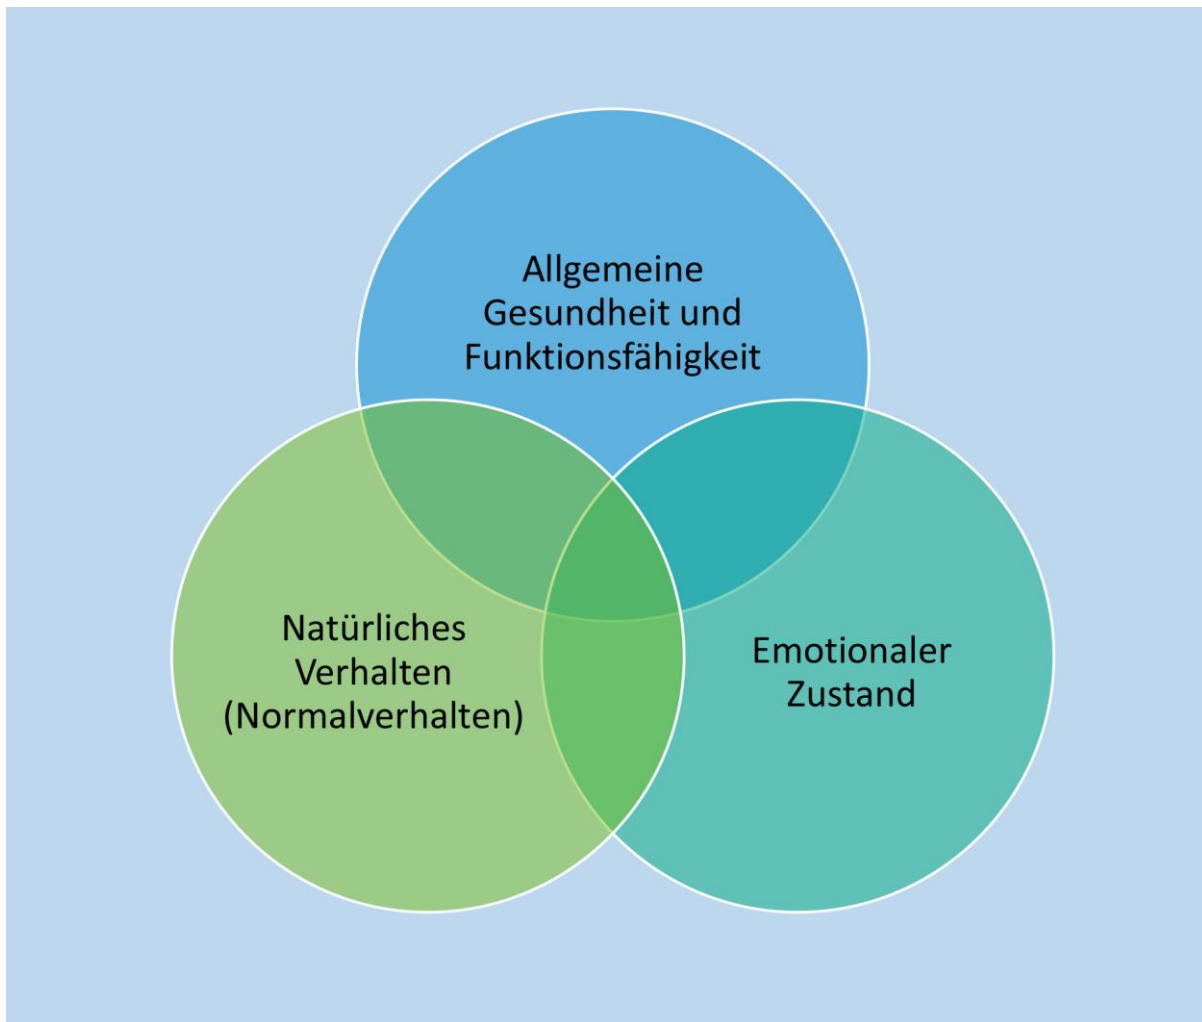 Allgemeine
Gesundheit und
Funktionsfähigkeit
Natürliches
Verhalten
(Normalverhalten)
Emotionaler
Zustand